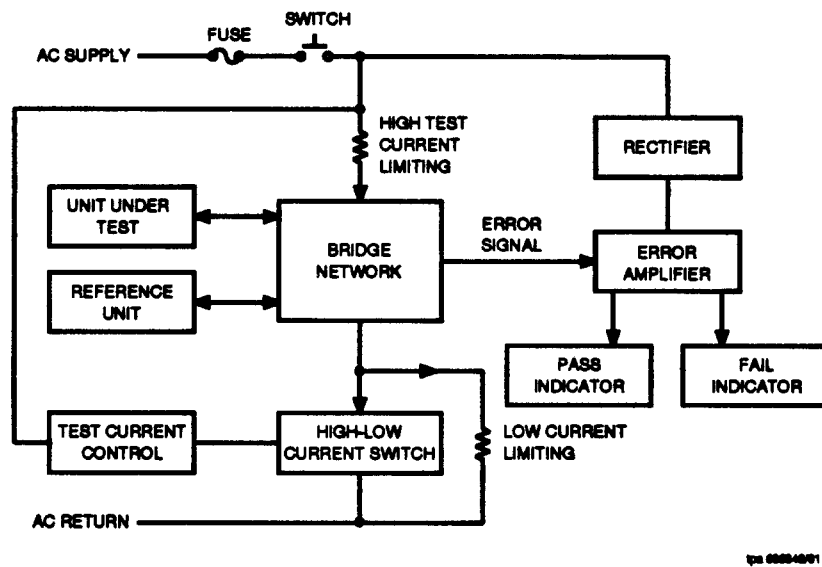 SWITCH
FUSE
AC SUPPLY
HIGH TEST
CURRENT
LIMITING
RECTIFIER
UNIT UNDER
TEST
BRIDGE
NETWORK
ERROR
SIGNAL
ERROR
AMPLIFIER
REFERENCE
UNIT
PASS
INDICATOR
FAIL
INDICATOR
TEST CURRENT
CONTROL
HIGH-LOW
CURRENT SWITCH
LOW CURRENT
LIMITING
AC RETURN